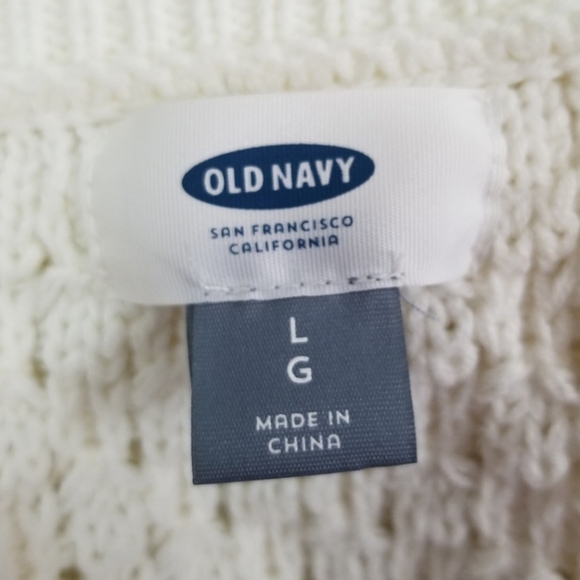 OLD NAVY
SAN FRANCISCO
CALIFORNIA
L
G
MADE IN
CHINA